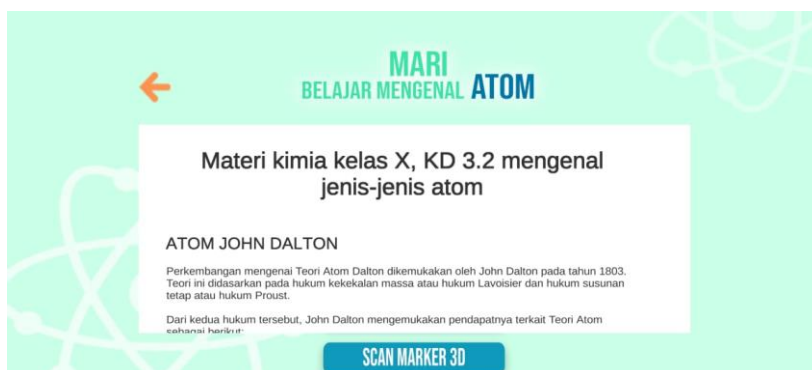 MARI
BELAJAR MENGENAL ATOM
Materi kimia kelas X, KD 3.2 mengenal
jenis-jenis atom
ATOM JOHN DALTON
Perkembangan mengenai Teori Atom Dalton dikemukakan oleh John Dalton pada tahun 1803.
Teori ini didasarkan pada hukum kekekalan massa atau hukum Lavoisier dan hukum susunan
tetap atau hukum Proust.
Dari kedua hukum tersebut, John Dalton mengemukakan pendapatnya terkait Teori Atom
sebagai berikut:
SCAN MARKER 3D